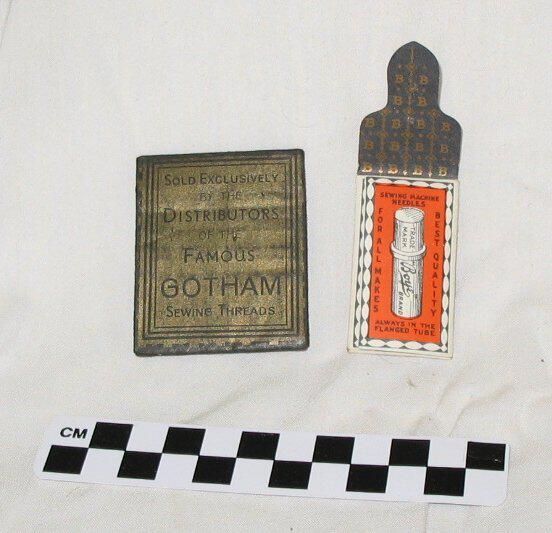 SOLD EXCLUSIVELY
BY THE
DISTRIBUTORS
OF THE
FAMOUS
GOTHAM
SEWING THREADS
B B
B B
B B B B
B B B B
SEWING MACHINE
NEEDLES
FOR ALL MAKES
TRADE
MARK
"Boye"
BRAND
BEST QUALITY
ALWAYS IN THE
FLANGED TUBE
CM